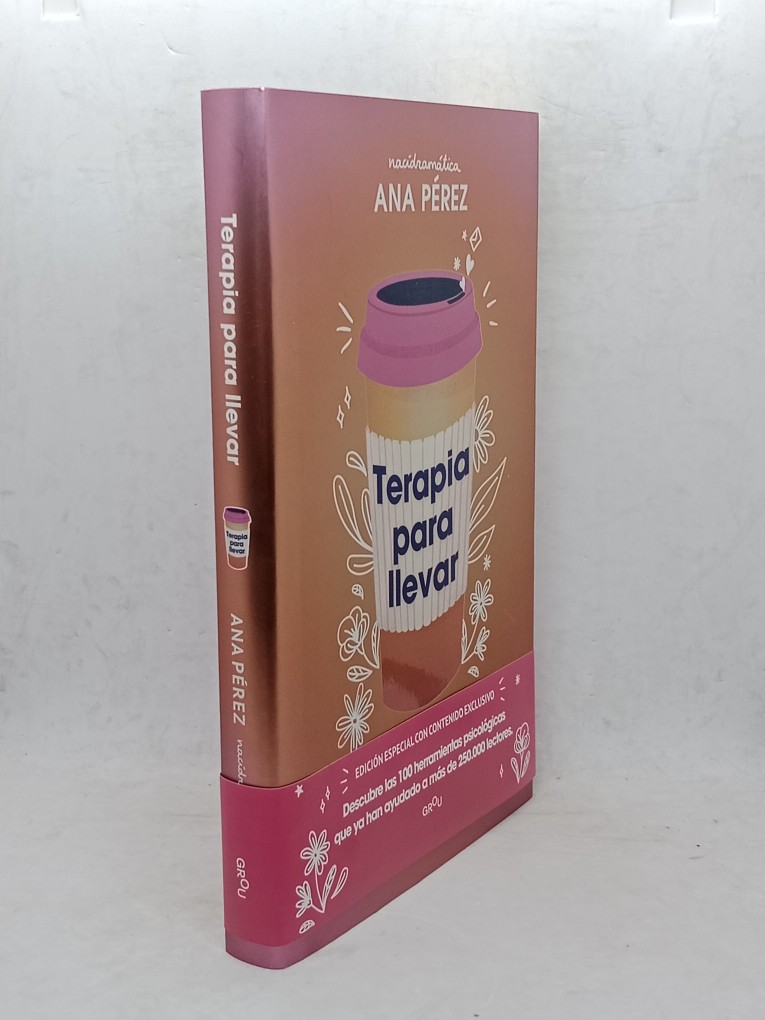 nacidramática
ANA PÉREZ
Terapia
para
llevar
EDICIÓN ESPECIAL CON CONTENIDO EXCLUSIVO
Descubre las 100 herramientas psicológicas
que ya han ayudado a más de 250.000 lectores.
GROU
Terapia para llevar
Terapia
para
llevar
ANA PÉREZ
GROU